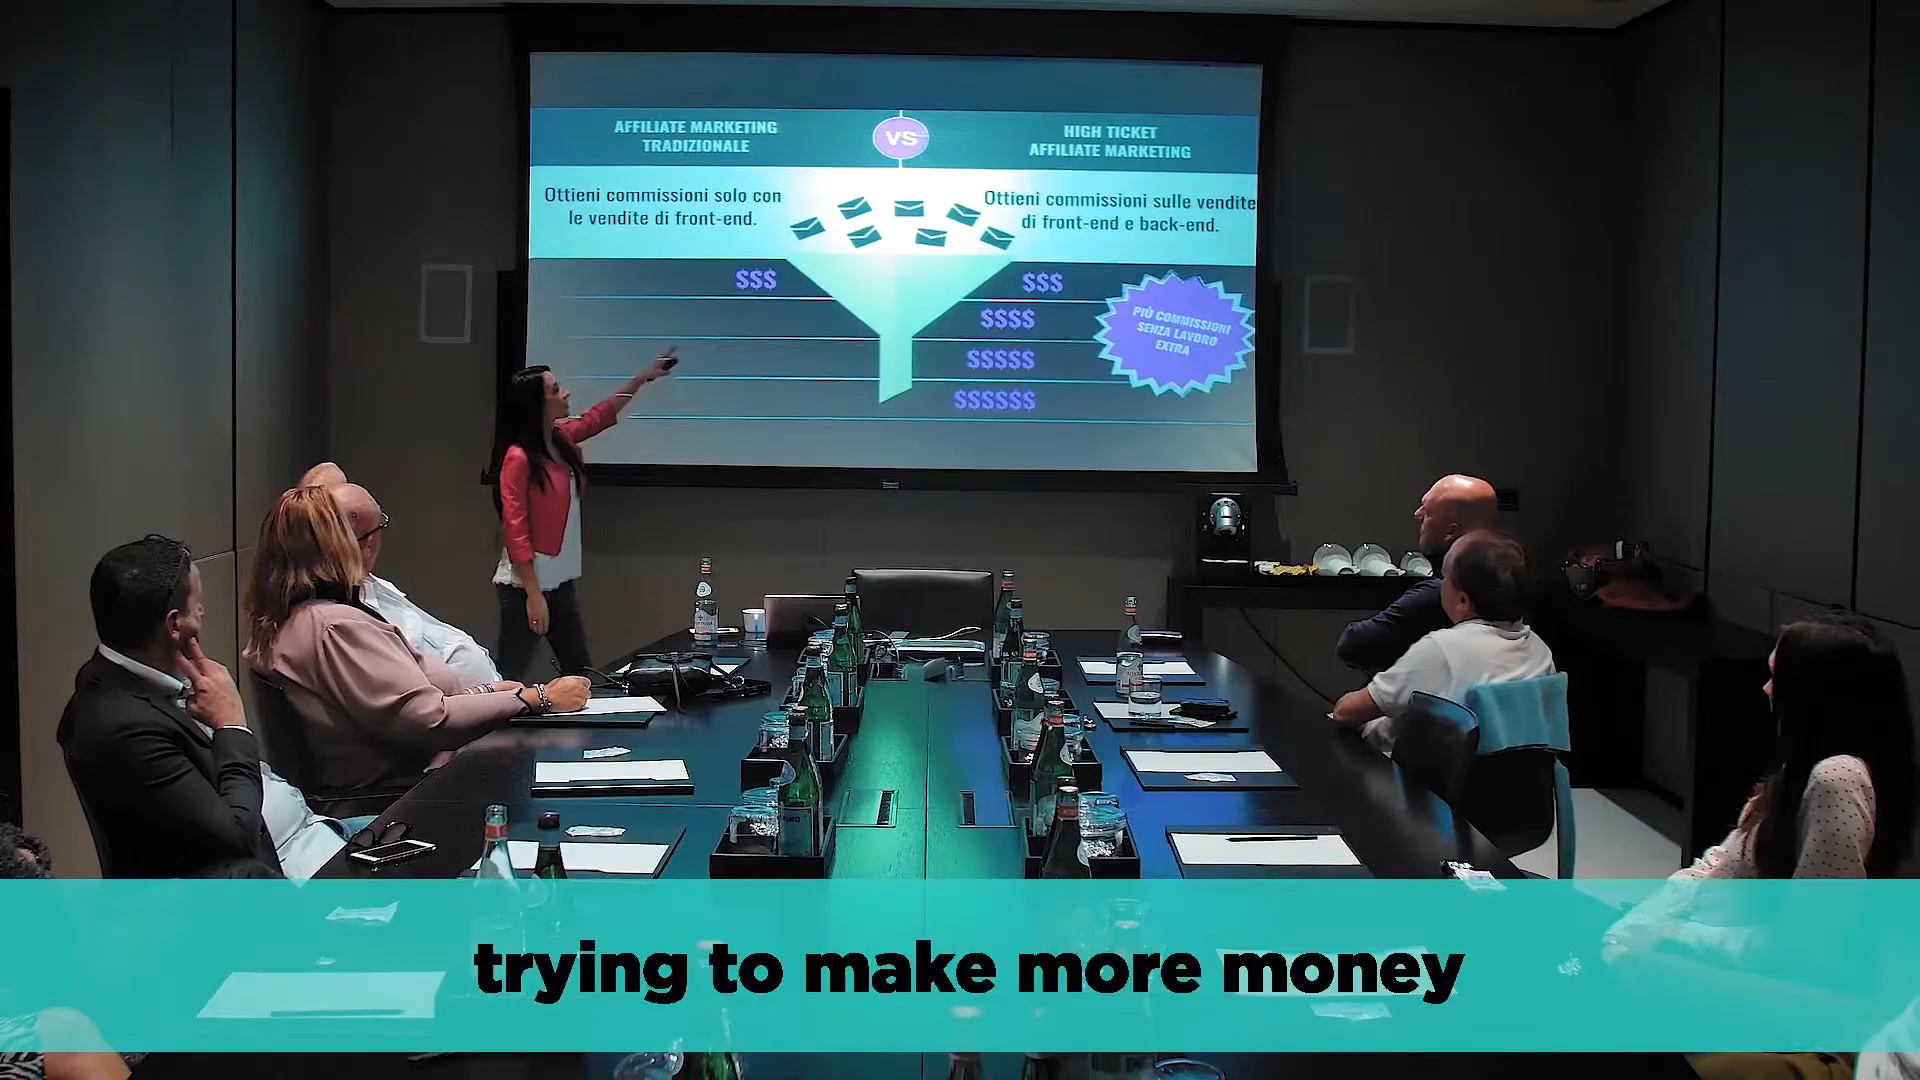 AFFILIATE MARKETING
TRADIZIONALE
VS
HIGH TICKET
AFFILIATE MARKETING
Ottieni commissioni solo con
le vendite di front-end.
Ottieni commissioni sulle vendite
di front-end e back-end.
$$$
$$$
$$$$
$$$$$
$$$$$$
PIÙ COMMISSIONI
SENZA LAVORO
EXTRA
trying to make more money